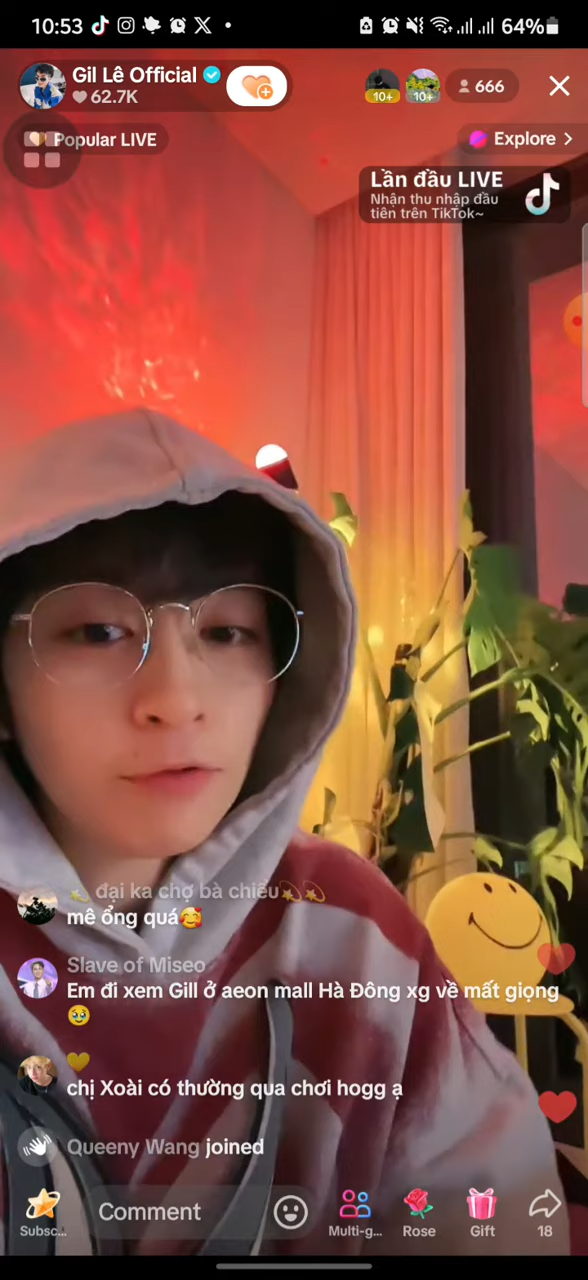 10:53
64%
Gil Lê Official
62.7K
10+
10+
666
Popular LIVE
Explore >
Lần đầu LIVE
Nhận thu nhập đầu
tiên trên TikTok~
đại ka chợ bà chiểu
mê ổng quá🥰
Slave of Miseo
Em đi xem Gill ở aeon mall Hà Đông xg về mất giọng
🥹
💛
chị Xoài có thường qua chơi hogg ạ
Queeny Wang joined
Subsc...
Comment
Multi-g...
Rose
Gift
18